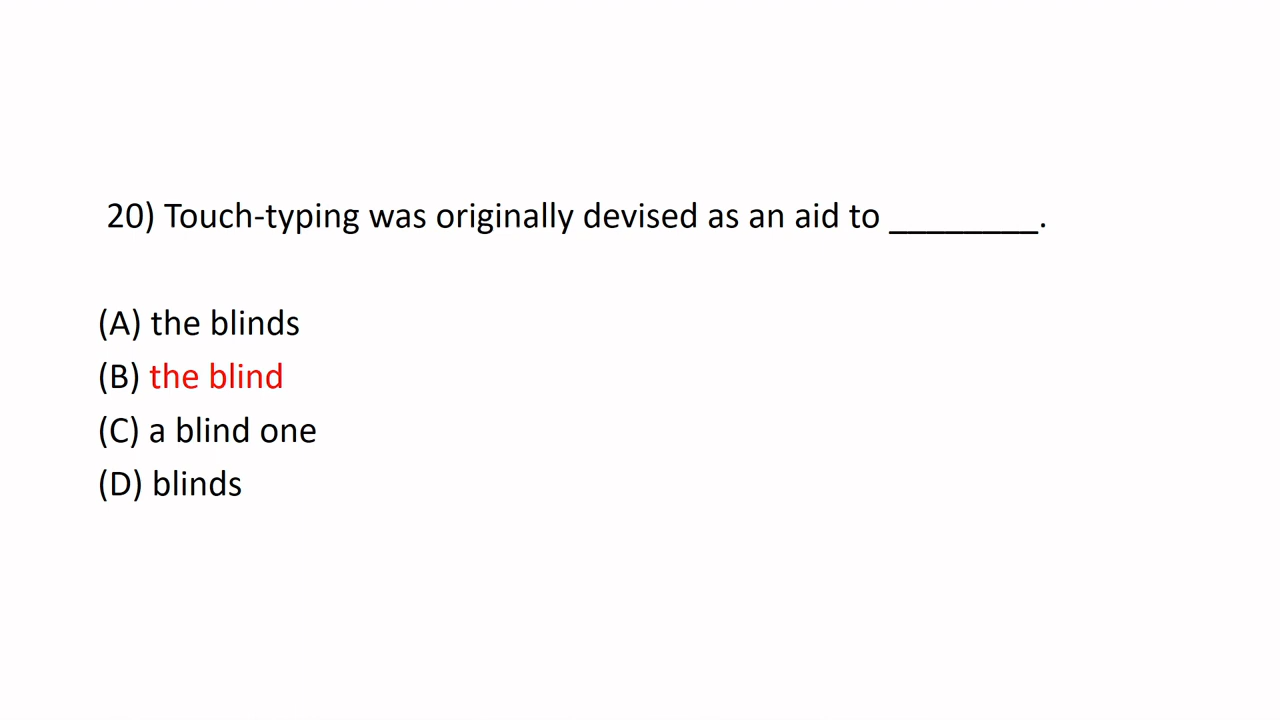 20) Touch-typing was originally devised as an aid to ________.
(A) the blinds
(B) the blind
(C) a blind one
(D) blinds